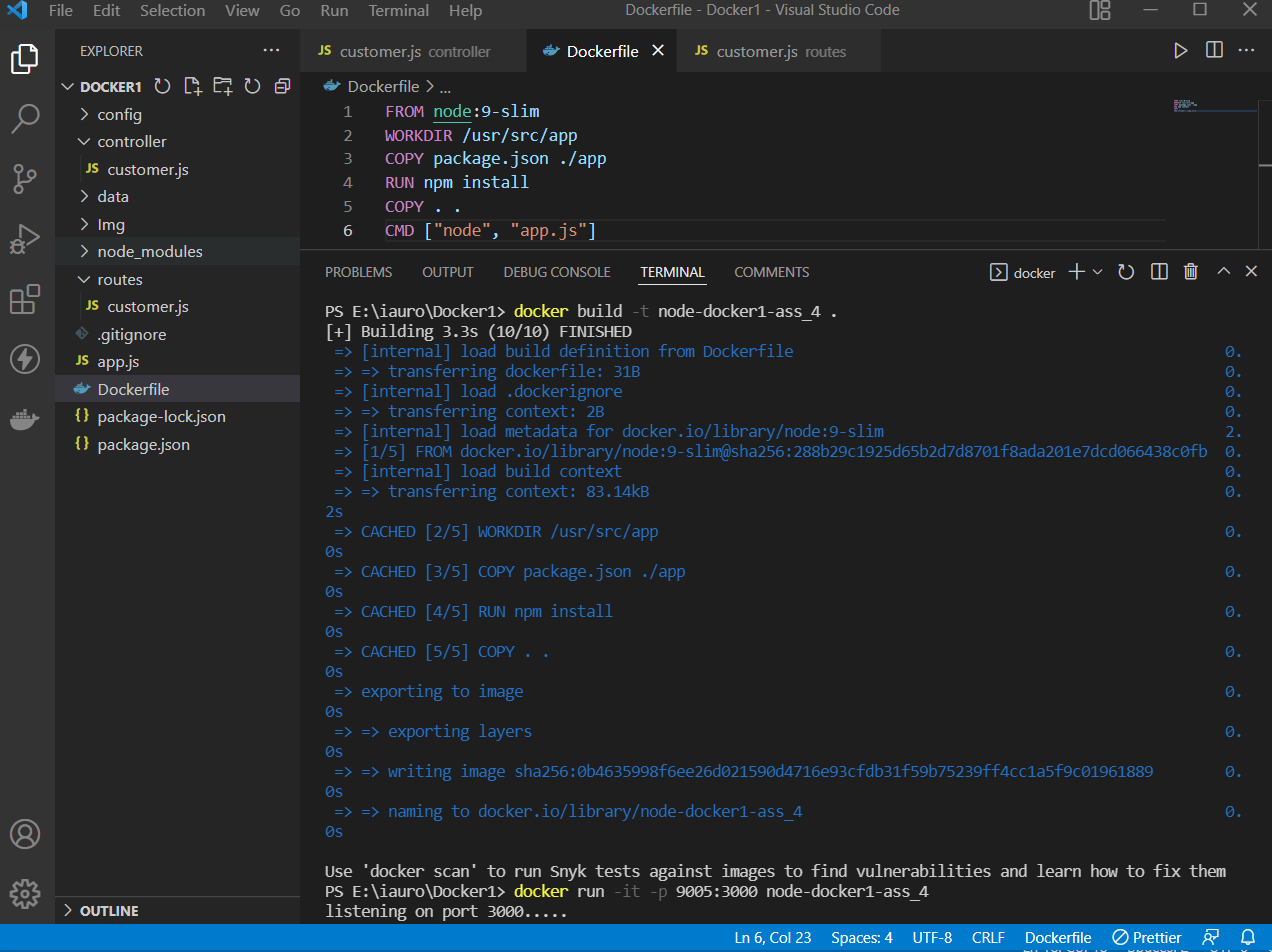 File Edit Selection View Go Run Terminal Help Dockerfile - Docker1 - Visual Studio Code
EXPLORER ...
DOCKER1
config
controller
JS customer.js
data
Img
node_modules
routes
JS customer.js
.gitignore
JS app.js
Dockerfile
{} package-lock.json
{} package.json
OUTLINE
JS customer.js controller Dockerfile JS customer.js routes ...
Dockerfile > ...
1 FROM node:9-slim
2 WORKDIR /usr/src/app
3 COPY package.json ./app
4 RUN npm install
5 COPY . .
6 CMD ["node", "app.js"]
PROBLEMS OUTPUT DEBUG CONSOLE TERMINAL COMMENTS docker
PS E:\iauro\Docker1> docker build -t node-docker1-ass_4 .
[+] Building 3.3s (10/10) FINISHED
=> [internal] load build definition from Dockerfile 0.
=> => transferring dockerfile: 31B 0.
=> [internal] load .dockerignore 0.
=> => transferring context: 2B 0.
=> [internal] load metadata for docker.io/library/node:9-slim 2.
=> [1/5] FROM docker.io/library/node:9-slim@sha256:288b29c1925d65b2d7d8701f8ada201e7dcd066438c0fb 0.
=> [internal] load build context 0.
=> => transferring context: 83.14kB 0.
2s
=> CACHED [2/5] WORKDIR /usr/src/app 0.
0s
=> CACHED [3/5] COPY package.json ./app 0.
0s
=> CACHED [4/5] RUN npm install 0.
0s
=> CACHED [5/5] COPY . . 0.
0s
=> exporting to image 0.
0s
=> => exporting layers 0.
0s
=> => writing image sha256:0b4635998f6ee26d021590d4716e93cfdb31f59b75239ff4cc1a5f9c01961889 0.
0s
=> => naming to docker.io/library/node-docker1-ass_4 0.
0s
Use 'docker scan' to run Snyk tests against images to find vulnerabilities and learn how to fix them
PS E:\iauro\Docker1> docker run -it -p 9005:3000 node-docker1-ass_4
listening on port 3000.....
Ln 6, Col 23 Spaces: 4 UTF-8 CRLF Dockerfile Prettier